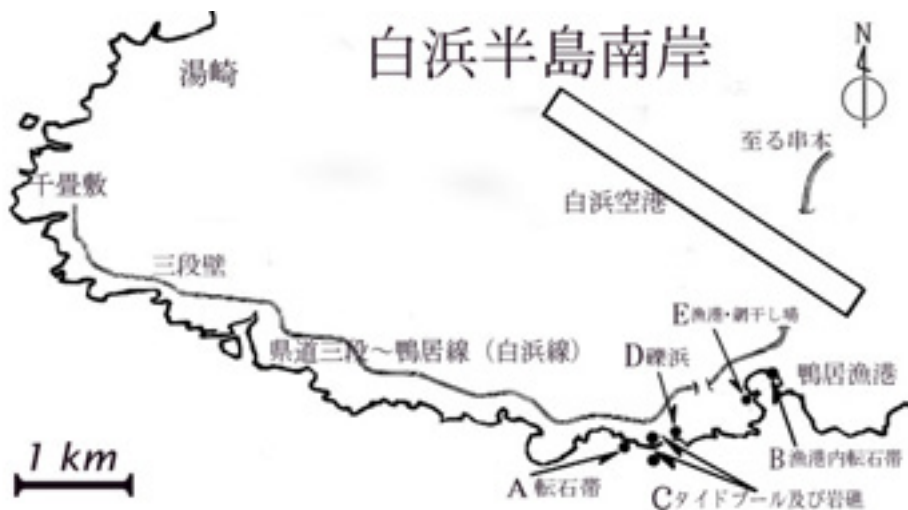 白浜半島南岸
N
湯崎
至る串本
千畳敷
白浜空港
三段壁
E漁港・網干し場
県道三段～鴨居線（白浜線）
D礫浜
鴨居漁港
1 km
B漁港内転石帯
A転石帯
Cタイドプール及び岩礁